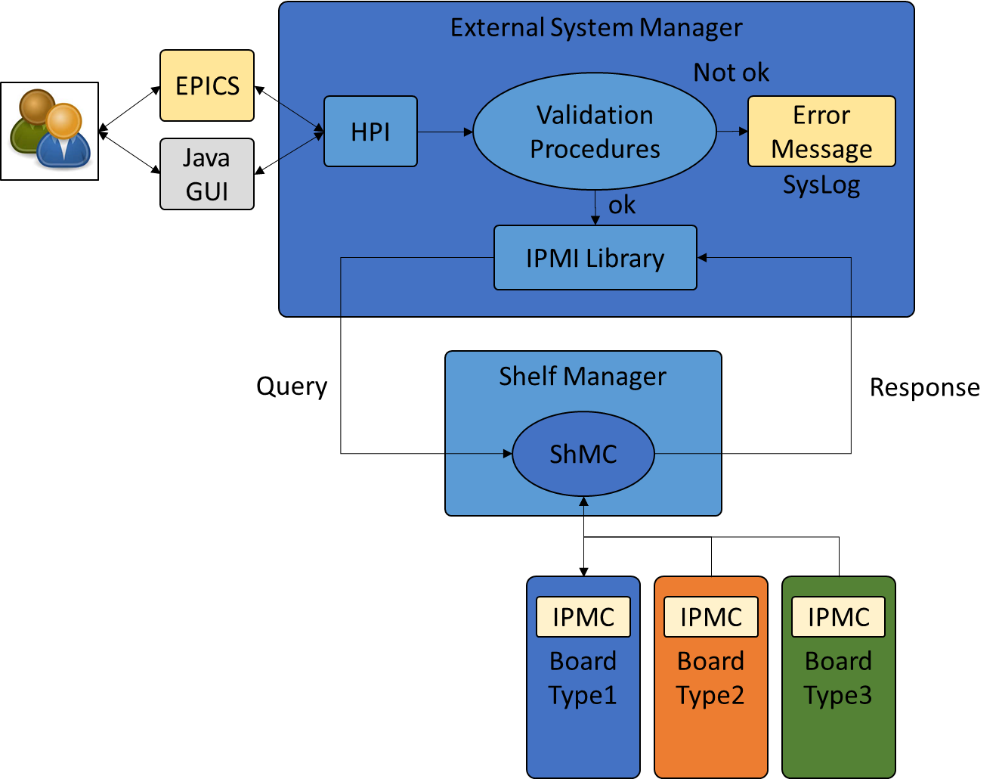 External System Manager
EPICS
Java
GUI
HPI
Validation
Procedures
Not ok
Error
Message
SysLog
ok
IPMI Library
Query
Response
Shelf Manager
ShMC
IPMC
Board
Type1
IPMC
Board
Type2
IPMC
Board
Type3